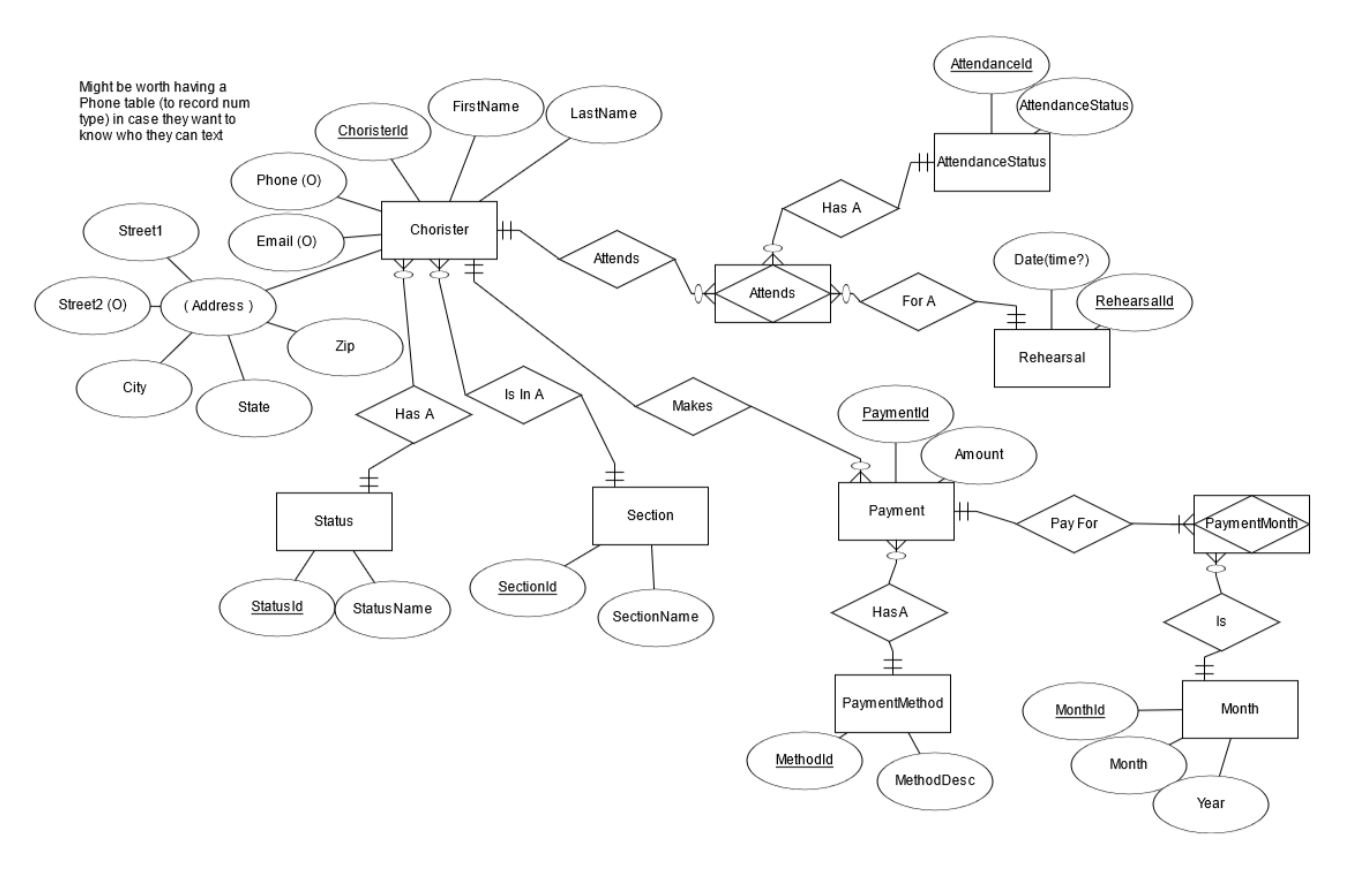 Might be worth having a
Phone table (to record num
type) in case they want to
know who they can text
AttendanceId
AttendanceStatus
AttendanceStatus
ChoristerId
FirstName
LastName
Phone (O)
Email (O)
Chorister
Street1
Street2 (O)
( Address )
City
State
Zip
Has A
Attends
Attends
For A
Date(time?)
RehearsalId
Rehearsal
Has A
Is In A
Makes
PaymentId
Amount
Status
StatusId
StatusName
Section
SectionId
SectionName
Payment
Pay For
PaymentMonth
HasA
Is
PaymentMethod
MethodId
MethodDesc
MonthId
Month
Month
Year